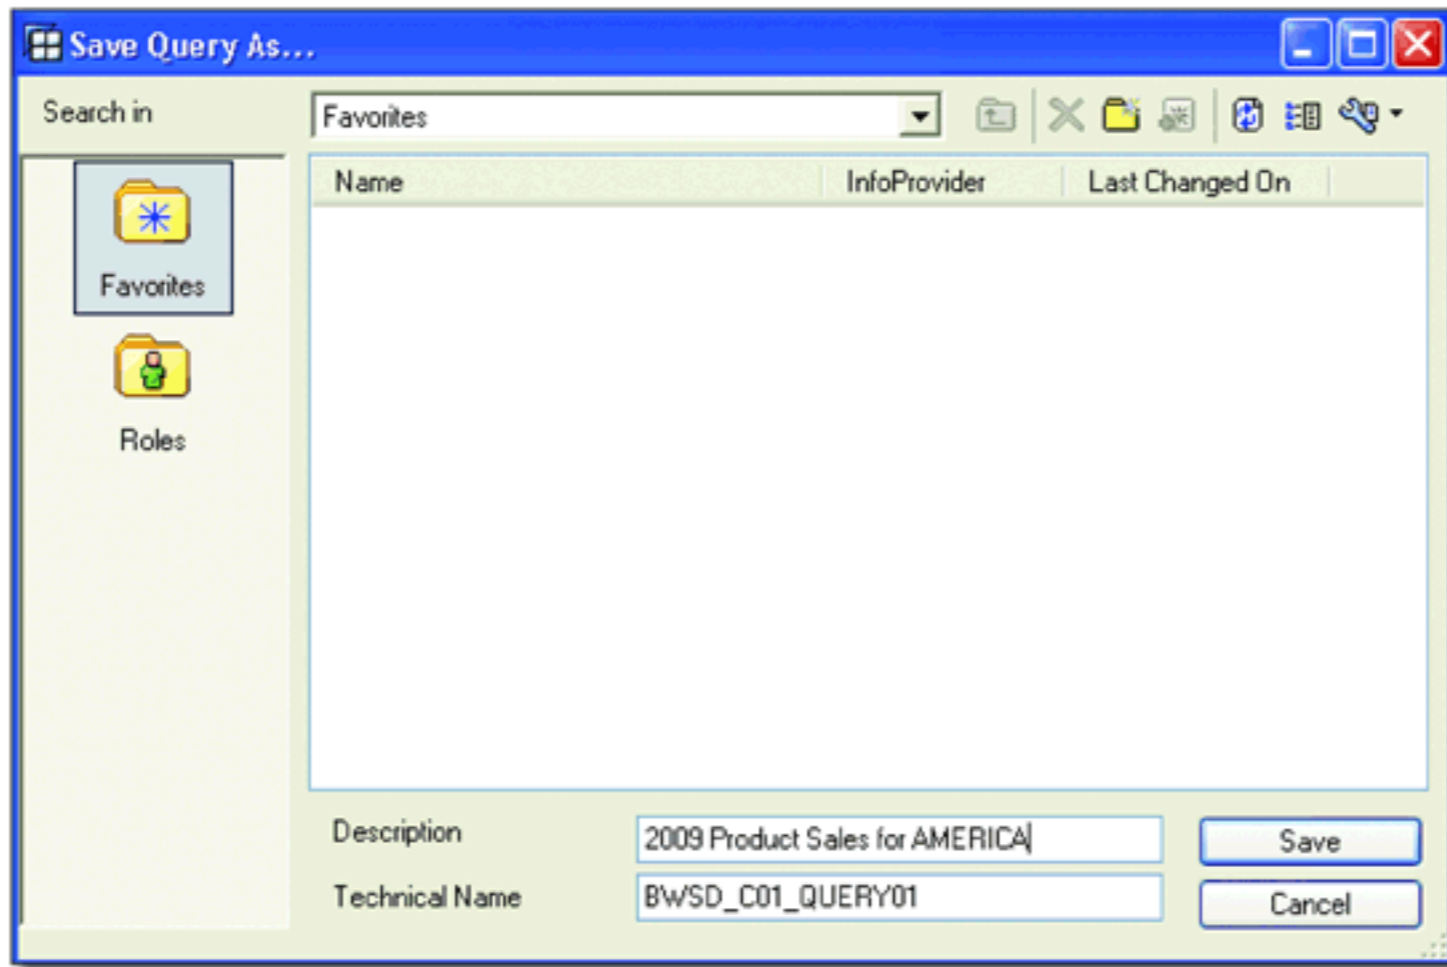 Save Query As...
Search in
Favorites
Name InfoProvider Last Changed On
Favorites
Roles
Description 2009 Product Sales for AMERICA Save
Technical Name BWSD_C01_QUERY01 Cancel